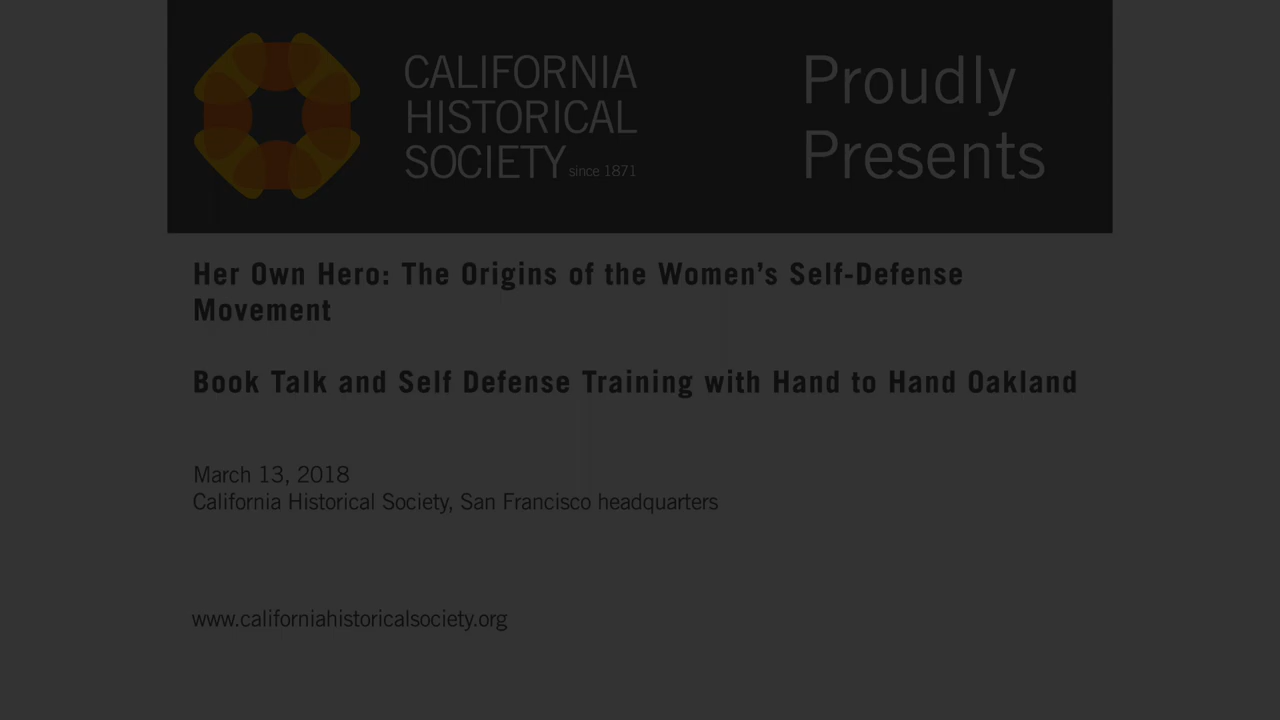 CALIFORNIA
HISTORICAL
SOCIETY since 1871
Proudly
Presents
Her Own Hero: The Origins of the Women’s Self-Defense
Movement
Book Talk and Self Defense Training with Hand to Hand Oakland
March 13, 2018
California Historical Society, San Francisco headquarters
www.californiahistoricalsociety.org